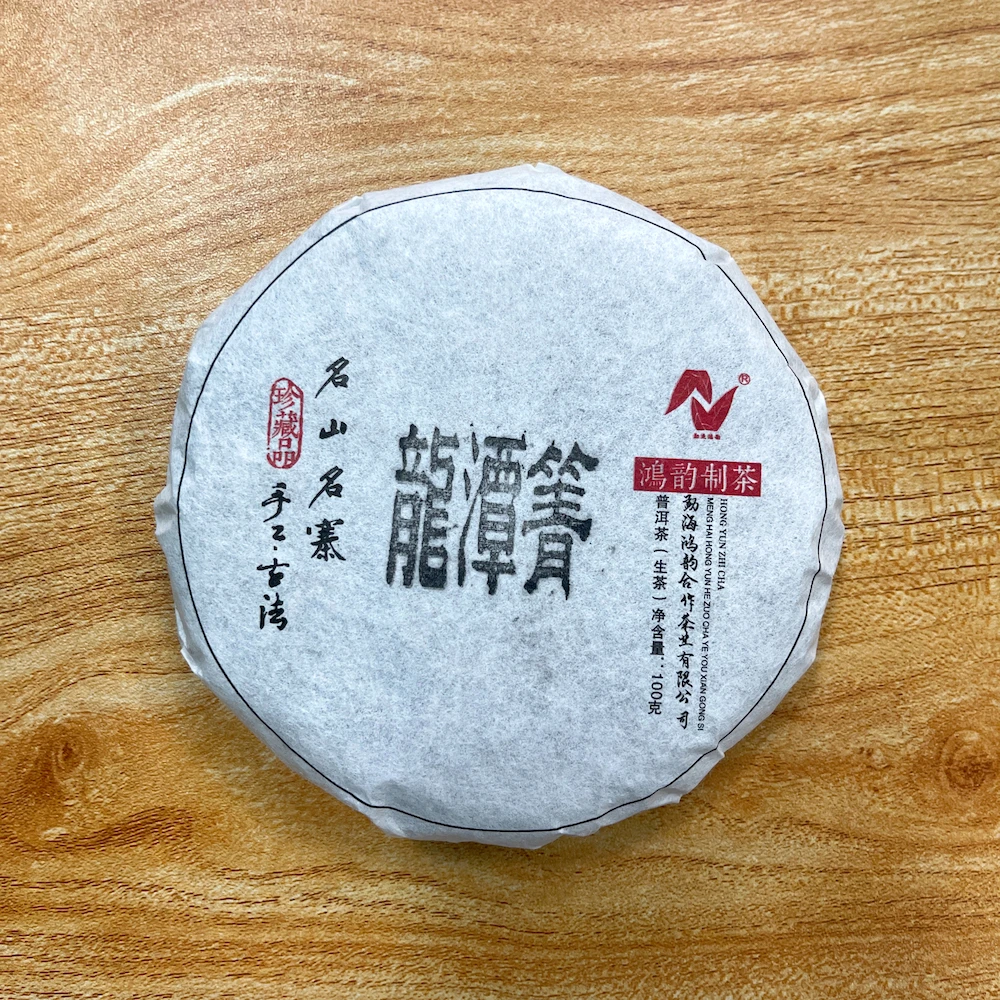 名山名寨
珍藏品
手工·古法
龍潭箐
®
鸿韵制茶
HONG YUN ZHI CHA
MENG HAI HONG YUN HE ZUO CHA YE YOU XIAN GONG SI
勐海鸿韵合作茶业有限公司
普洱茶(生茶)净含量:100克